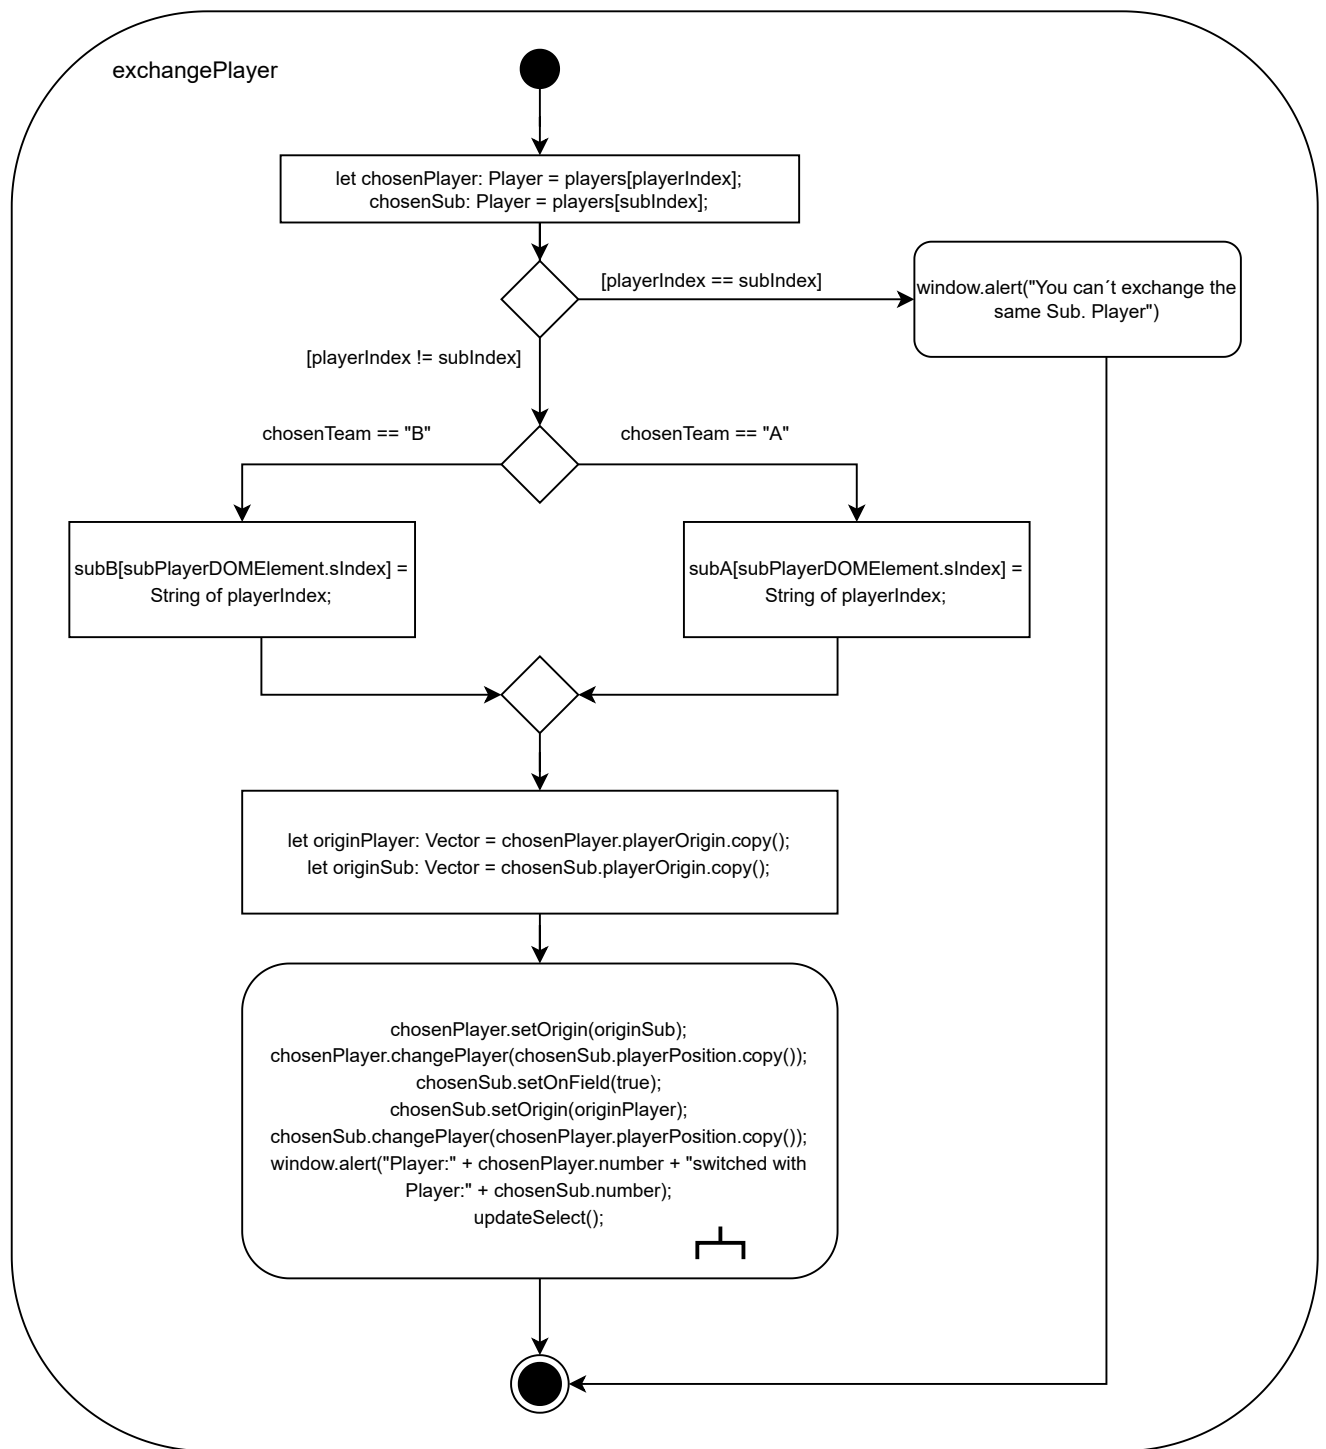 exchangePlayer
let chosenPlayer: Player = players[playerIndex];
chosenSub: Player = players[subIndex];
[playerIndex == subIndex]
window.alert("You can´t exchange the
same Sub. Player")
[playerIndex != subIndex]
chosenTeam == "B"
chosenTeam == "A"
subB[subPlayerDOMElement.sIndex] =
String of playerIndex;
subA[subPlayerDOMElement.sIndex] =
String of playerIndex;
let originPlayer: Vector = chosenPlayer.playerOrigin.copy();
let originSub: Vector = chosenSub.playerOrigin.copy();
chosenPlayer.setOrigin(originSub);
chosenPlayer.changePlayer(chosenSub.playerPosition.copy());
chosenSub.setOnField(true);
chosenSub.setOrigin(originPlayer);
chosenSub.changePlayer(chosenPlayer.playerPosition.copy());
window.alert("Player:" + chosenPlayer.number + "switched with
Player:" + chosenSub.number);
updateSelect();